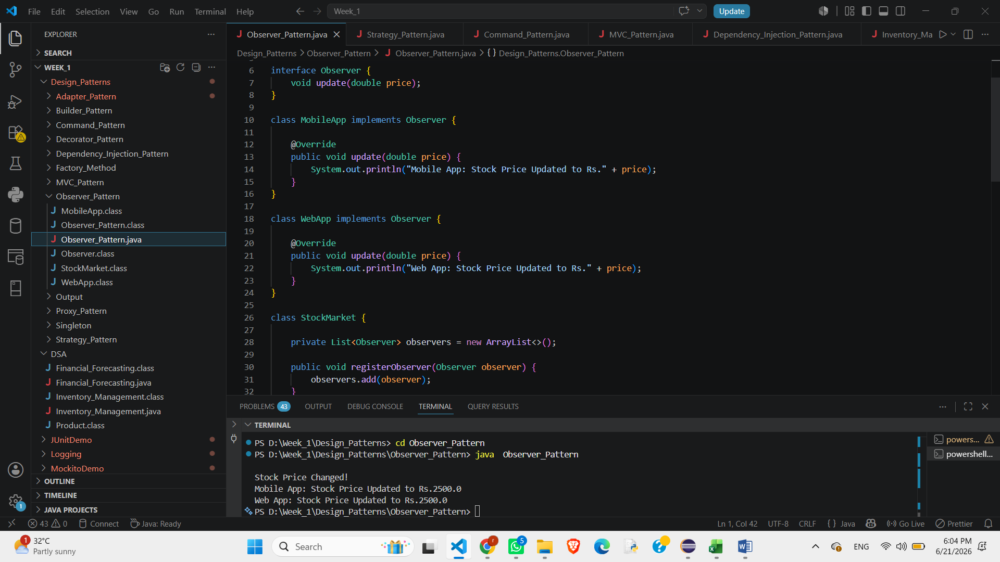 File Edit Selection View Go Run Terminal Help
Week_1
Update
EXPLORER
SEARCH
WEEK_1
Design_Patterns
Adapter_Pattern
Builder_Pattern
Command_Pattern
Decorator_Pattern
Dependency_Injection_Pattern
Factory_Method
MVC_Pattern
Observer_Pattern
J MobileApp.class
J Observer_Pattern.class
J Observer_Pattern.java
J Observer.class
J StockMarket.class
J WebApp.class
Output
Proxy_Pattern
Singleton
Strategy_Pattern
DSA
J Financial_Forecasting.class
J Financial_Forecasting.java
J Inventory_Management.class
J Inventory_Management.java
J Product.class
JUnitDemo
Logging
MockitoDemo
OUTLINE
TIMELINE
JAVA PROJECTS
J Observer_Pattern.java J Strategy_Pattern.java J Command_Pattern.java J MVC_Pattern.java J Dependency_Injection_Pattern.java J Inventory_Ma
Design_Patterns > Observer_Pattern > J Observer_Pattern.java > {} Design_Patterns.Observer_Pattern
6 interface Observer {
7 void update(double price);
8 }
9
10 class MobileApp implements Observer {
11
12 @Override
13 public void update(double price) {
14 System.out.println("Mobile App: Stock Price Updated to Rs." + price);
15 }
16 }
17
18 class WebApp implements Observer {
19
20 @Override
21 public void update(double price) {
22 System.out.println("Web App: Stock Price Updated to Rs." + price);
23 }
24 }
25
26 class StockMarket {
27
28 private List<Observer> observers = new ArrayList<>();
29
30 public void registerObserver(Observer observer) {
31 observers.add(observer);
32 }
PROBLEMS 43 OUTPUT DEBUG CONSOLE TERMINAL QUERY RESULTS
TERMINAL
PS D:\Week_1\Design_Patterns> cd Observer_Pattern
PS D:\Week_1\Design_Patterns\Observer_Pattern> java  Observer_Pattern
Stock Price Changed!
Mobile App: Stock Price Updated to Rs.2500.0
Web App: Stock Price Updated to Rs.2500.0
PS D:\Week_1\Design_Patterns\Observer_Pattern>
powers...
powershell...
1
43 0 Connect Java: Ready
Ln 1, Col 42 UTF-8 CRLF {} Java Go Live Prettier
1 32°C
Partly sunny
Search
r
5
ENG
6:04 PM
6/21/2026